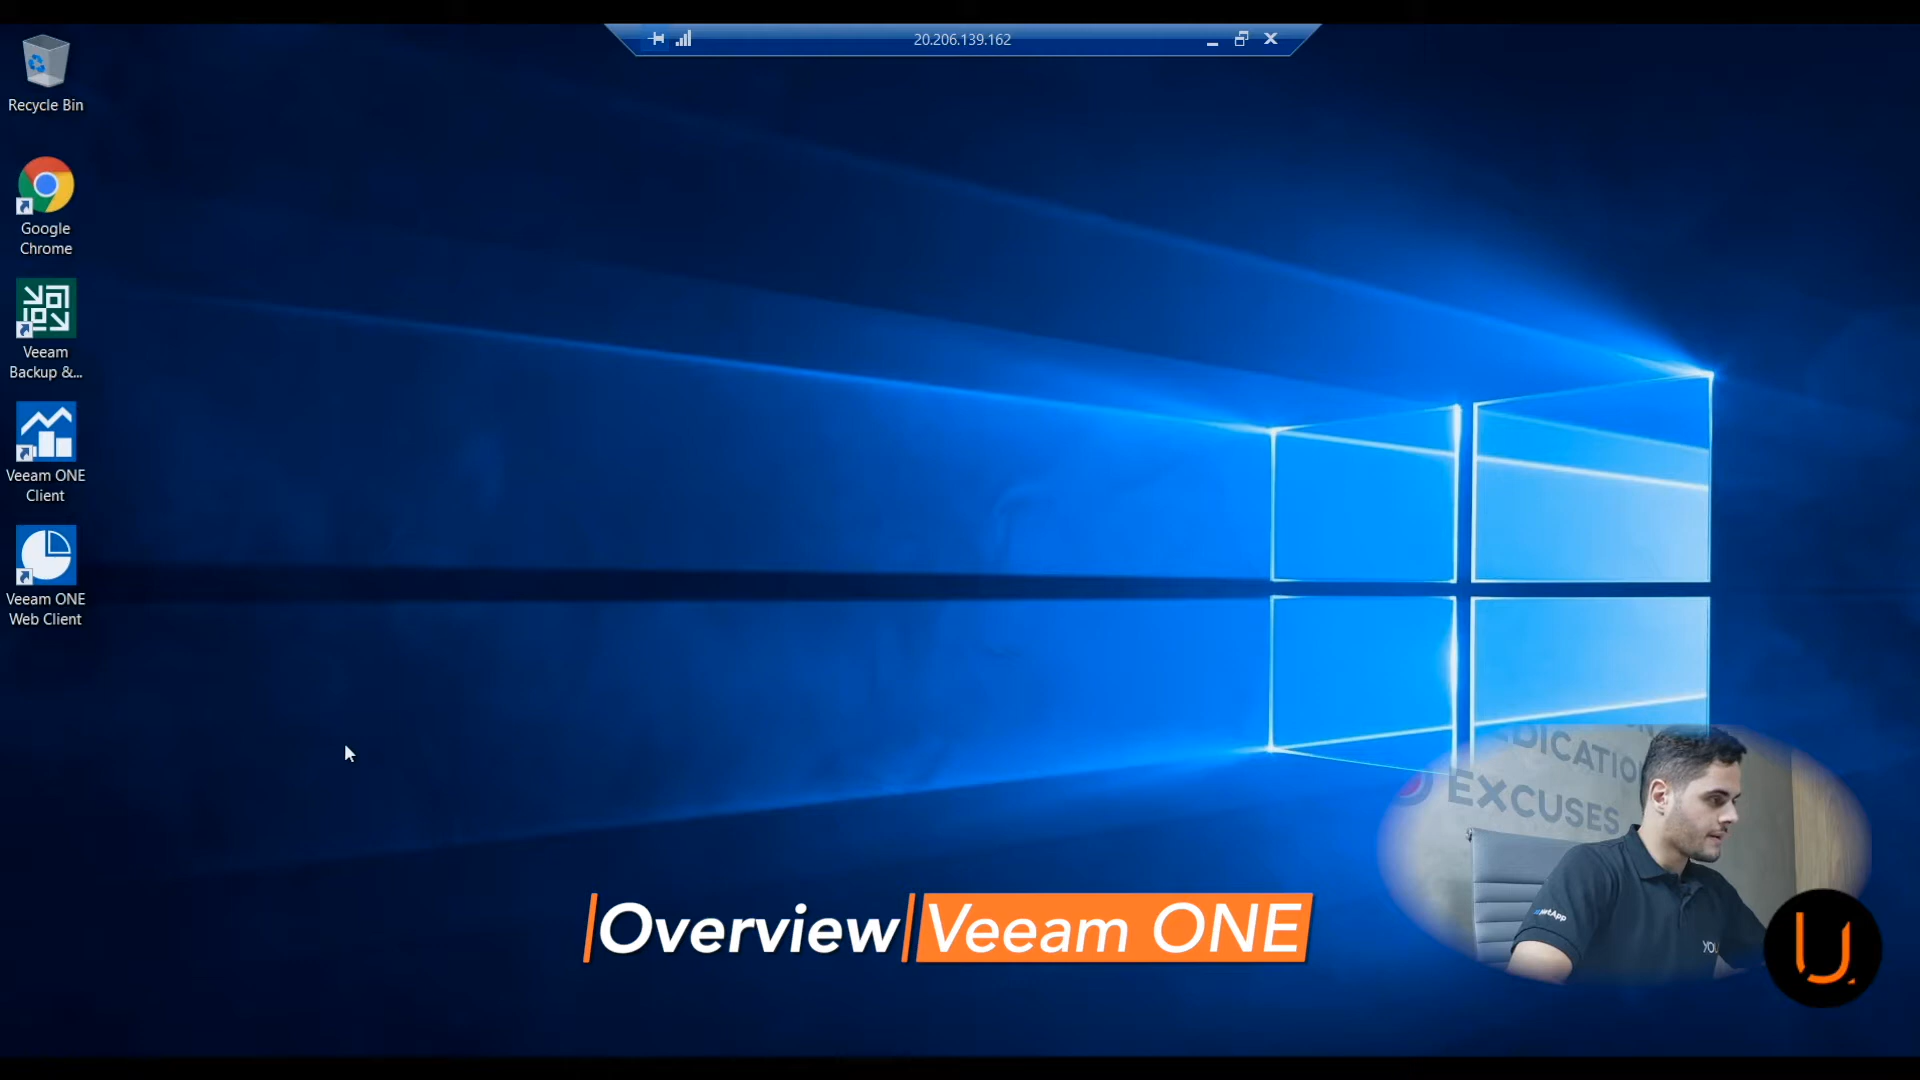 20.206.139.162
Recycle Bin
Google
Chrome
Veeam
Backup &...
Veeam ONE
Client
Veeam ONE
Web Client
EXCUSES
Overview Veeam ONE
YOU